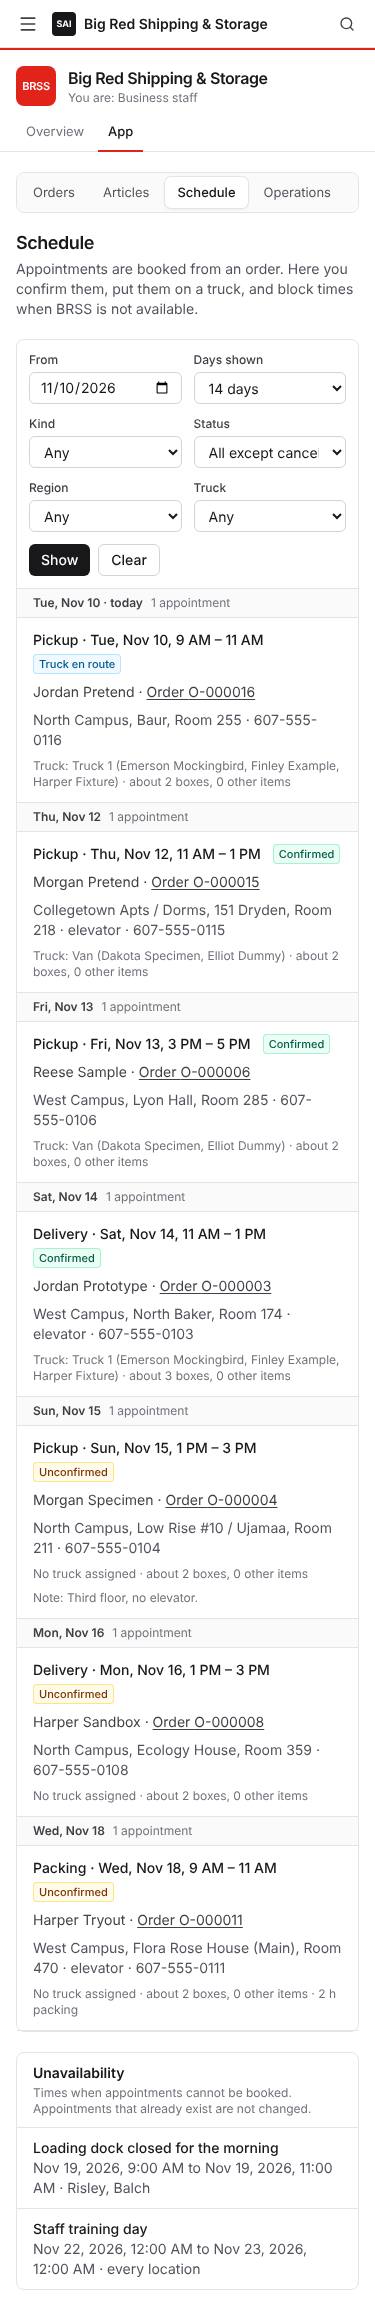 SAI Big Red Shipping & Storage
BRSS
Big Red Shipping & Storage
You are: Business staff
Overview App
Orders Articles Schedule Operations
Schedule
Appointments are booked from an order. Here you
confirm them, put them on a truck, and block times
when BRSS is not available.
From Days shown
11/10/2026 14 days
Kind Status
Any All except cancel
Region Truck
Any Any
Show Clear
Tue, Nov 10 · today 1 appointment
Pickup · Tue, Nov 10, 9 AM – 11 AM
Truck en route
Jordan Pretend · Order O-000016
North Campus, Baur, Room 255 · 607-555-
0116
Truck: Truck 1 (Emerson Mockingbird, Finley Example,
Harper Fixture) · about 2 boxes, 0 other items
Thu, Nov 12 1 appointment
Pickup · Thu, Nov 12, 11 AM – 1 PM Confirmed
Morgan Pretend · Order O-000015
Collegetown Apts / Dorms, 151 Dryden, Room
218 · elevator · 607-555-0115
Truck: Van (Dakota Specimen, Elliot Dummy) · about 2
boxes, 0 other items
Fri, Nov 13 1 appointment
Pickup · Fri, Nov 13, 3 PM – 5 PM Confirmed
Reese Sample · Order O-000006
West Campus, Lyon Hall, Room 285 · 607-
555-0106
Truck: Van (Dakota Specimen, Elliot Dummy) · about 2
boxes, 0 other items
Sat, Nov 14 1 appointment
Delivery · Sat, Nov 14, 11 AM – 1 PM
Confirmed
Jordan Prototype · Order O-000003
West Campus, North Baker, Room 174 ·
elevator · 607-555-0103
Truck: Truck 1 (Emerson Mockingbird, Finley Example,
Harper Fixture) · about 3 boxes, 0 other items
Sun, Nov 15 1 appointment
Pickup · Sun, Nov 15, 1 PM – 3 PM
Unconfirmed
Morgan Specimen · Order O-000004
North Campus, Low Rise #10 / Ujamaa, Room
211 · 607-555-0104
No truck assigned · about 2 boxes, 0 other items
Note: Third floor, no elevator.
Mon, Nov 16 1 appointment
Delivery · Mon, Nov 16, 1 PM – 3 PM
Unconfirmed
Harper Sandbox · Order O-000008
North Campus, Ecology House, Room 359 ·
607-555-0108
No truck assigned · about 2 boxes, 0 other items
Wed, Nov 18 1 appointment
Packing · Wed, Nov 18, 9 AM – 11 AM
Unconfirmed
Harper Tryout · Order O-000011
West Campus, Flora Rose House (Main), Room
470 · elevator · 607-555-0111
No truck assigned · about 2 boxes, 0 other items · 2 h
packing
Unavailability
Times when appointments cannot be booked.
Appointments that already exist are not changed.
Loading dock closed for the morning
Nov 19, 2026, 9:00 AM to Nov 19, 2026, 11:00
AM · Risley, Balch
Staff training day
Nov 22, 2026, 12:00 AM to Nov 23, 2026,
12:00 AM · every location